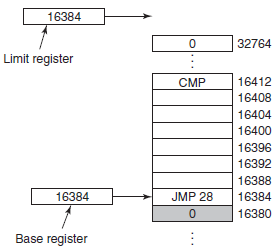 16384
0 32764
Limit register
CMP 16412
16408
16404
16400
16396
16392
16388
16384 JMP 28 16384
0 16380
Base register